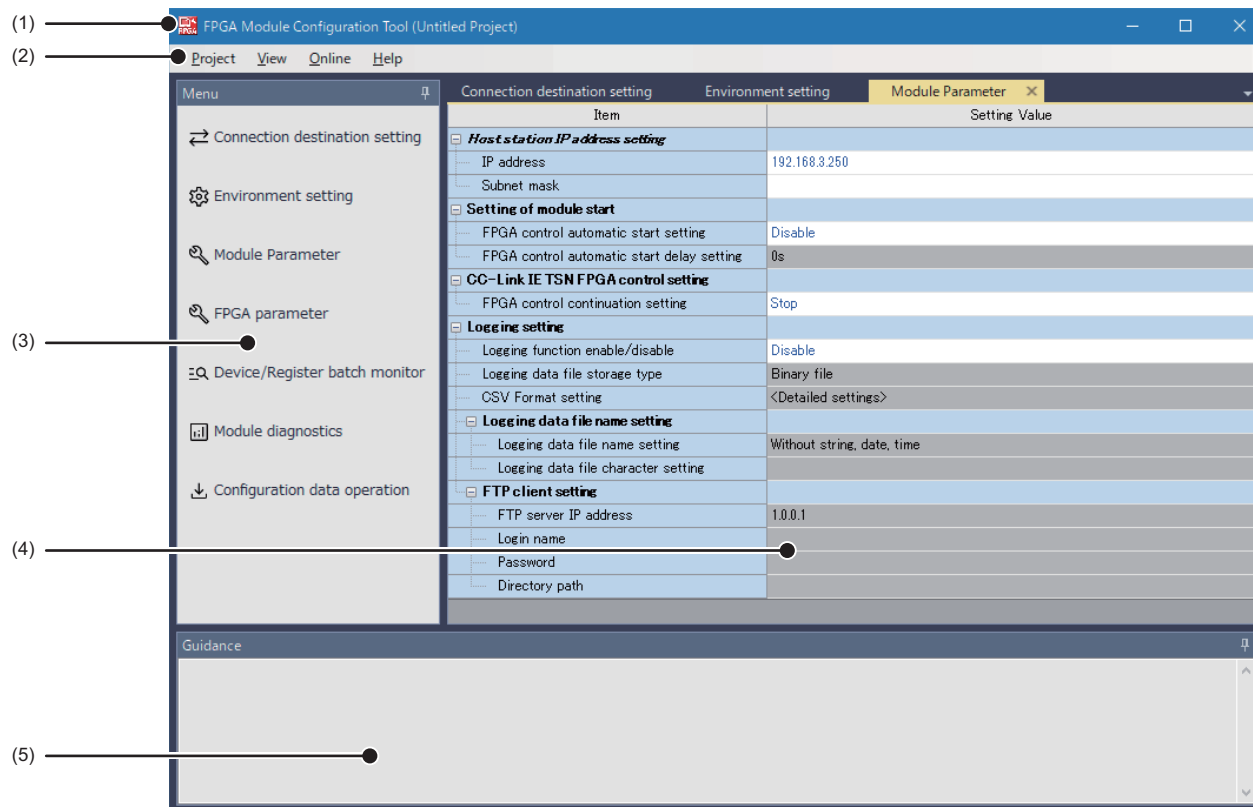 (1)
FPGA
FPGA Module Configuration Tool (Untitled Project)
(2)
Project View Online Help
Menu
Connection destination setting Environment setting Module Parameter
Item Setting Value
Connection destination setting
Host station IP address setting
IP address 192.168.3.250
Subnet mask
Environment setting
Setting of module start
FPGA control automatic start setting Disable
Module Parameter
FPGA control automatic start delay setting 0s
CC-Link IE TSN FPGA control setting
FPGA control continuation setting Stop
FPGA parameter
Logging setting
(3)
Logging function enable/disable Disable
Device/Register batch monitor
Logging data file storage type Binary file
CSV Format setting <Detailed settings>
Logging data file name setting
Module diagnostics
Logging data file name setting Without string, date, time
Logging data file character setting
Configuration data operation
FTP client setting
FTP server IP address 1.0.0.1
Login name
(4)
Password
Directory path
Guidance
(5)